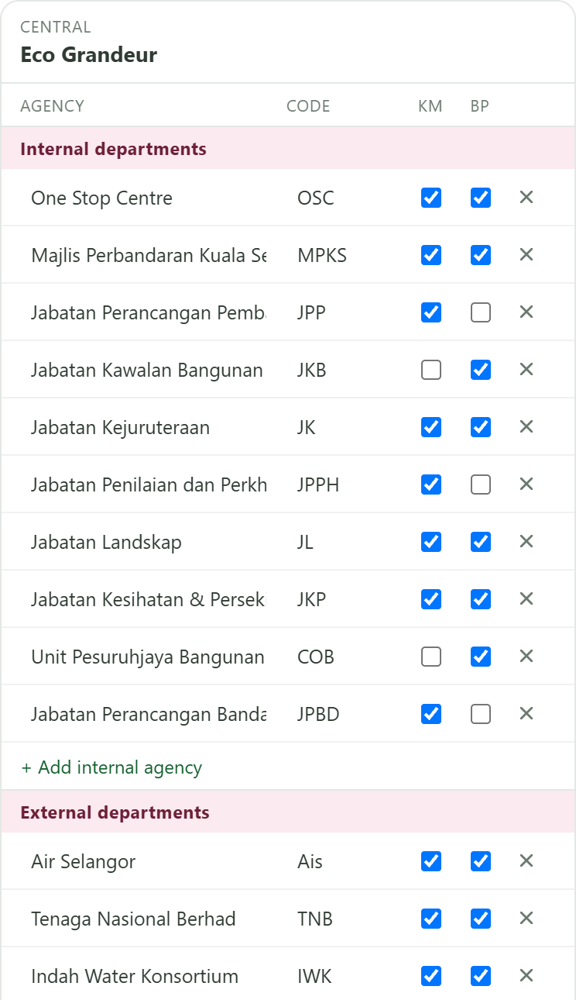 CENTRAL
Eco Grandeur
AGENCY CODE KM BP
Internal departments
One Stop Centre OSC
Majlis Perbandaran Kuala Se MPKS
Jabatan Perancangan Pemb JPP
Jabatan Kawalan Bangunan JKB
Jabatan Kejuruteraan JK
Jabatan Penilaian dan Perkh JPPH
Jabatan Landskap JL
Jabatan Kesihatan & Perseki JKP
Unit Pesuruhjaya Bangunan COB
Jabatan Perancangan Banda JPBD
+ Add internal agency
External departments
Air Selangor Ais
Tenaga Nasional Berhad TNB
Indah Water Konsortium IWK